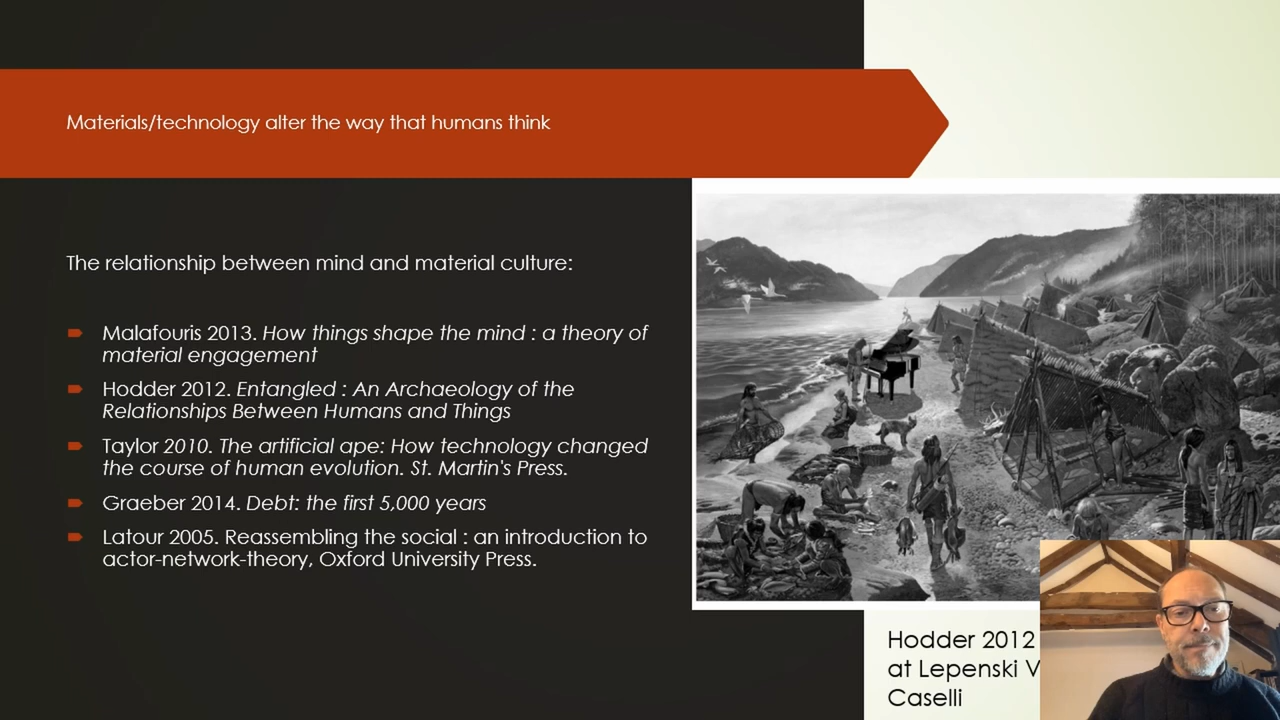 Materials/technology alter the way that humans think
The relationship between mind and material culture:
Malafouris 2013. How things shape the mind : a theory of
material engagement
Hodder 2012. Entangled : An Archaeology of the
Relationships Between Humans and Things
Taylor 2010. The artificial ape: How technology changed
the course of human evolution. St. Martin's Press.
Graeber 2014. Debt: the first 5,000 years
Latour 2005. Reassembling the social : an introduction to
actor-network-theory, Oxford University Press.
Hodder 2012
at Lepenski V
Caselli